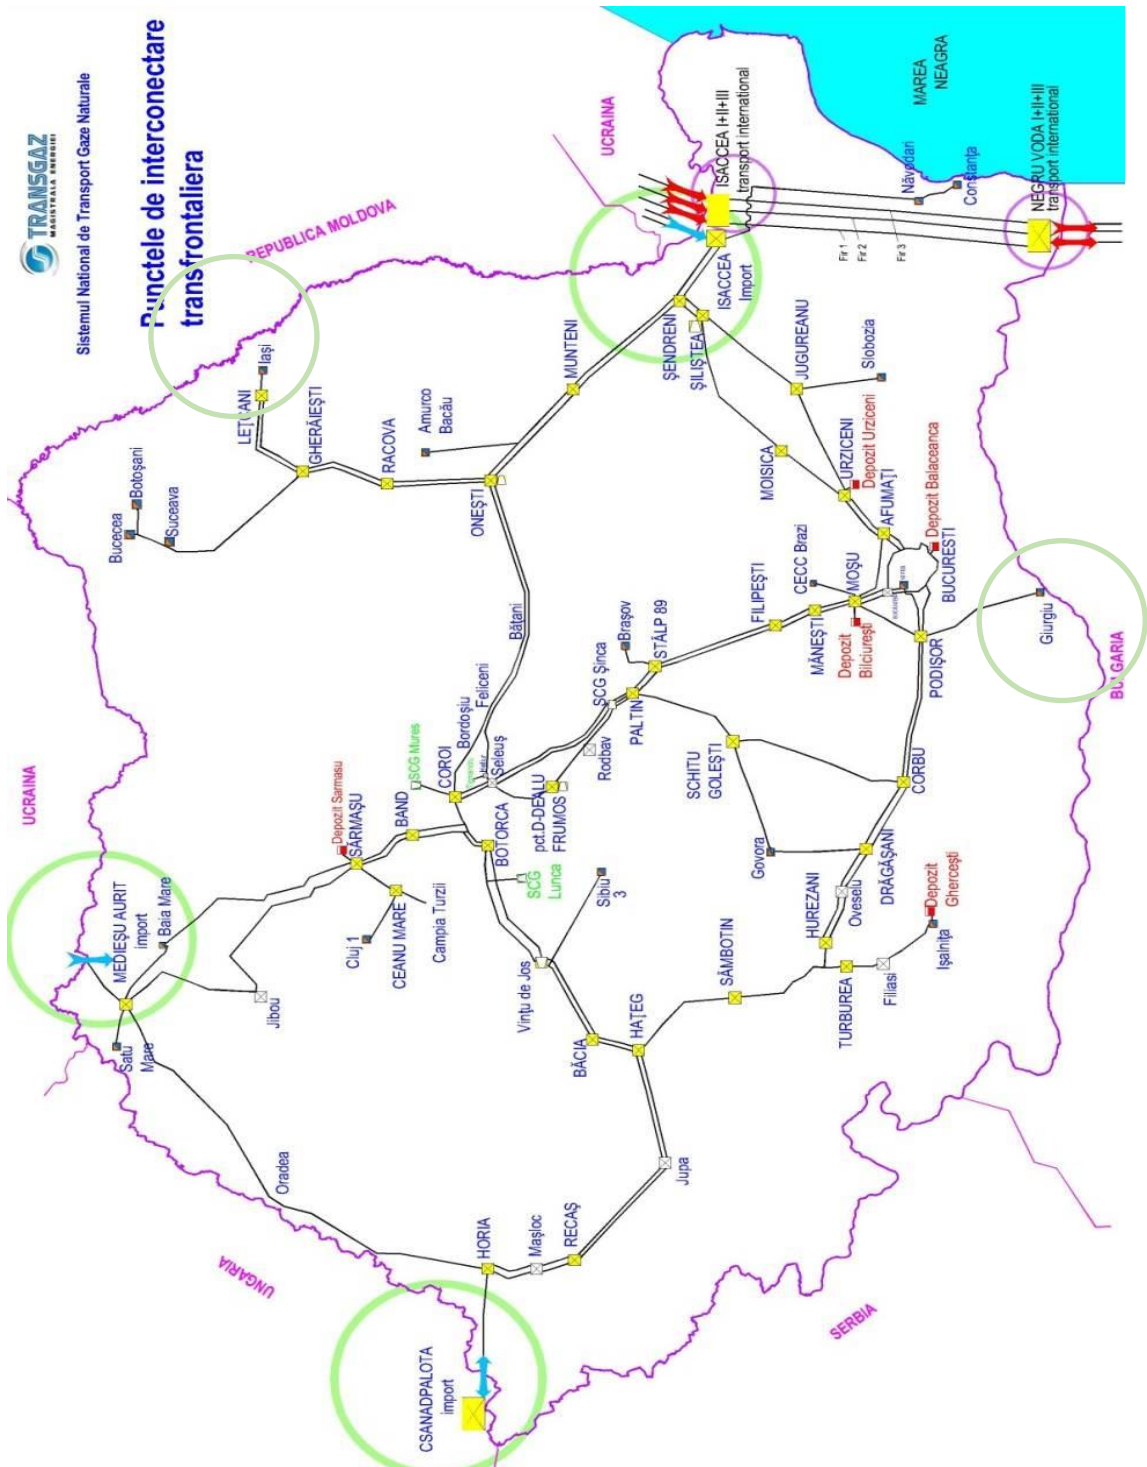 TRANSGAZ
MAGISTRALA ENERGIEI
Sistemul National de Transport Gaze Naturale
Punctele de interconectare
transfrontaliera
UCRAINA
REPUBLICA MOLDOVA
UCRAINA
MAREA
NEAGRA
ISACCEA I+II+III
transport international
NEGRU VODA I+II+III
transport international
Năvodari
Constanța
Fir 1
Fir 2
Fir 3
ISACCEA
Import
ȘENDRENI
ȘILIȘTEA
MUNTENI
JUGUREANU
Slobozia
Iași
LEȚCANI
GHERĂIEȘTI
RACOVA
Amurco
Bacău
ONEȘTI
Botoșani
Bucecea
Suceava
MOISICA
URZICENI
Depozit Urziceni
AFUMAȚI
Depozit Balaceanca
BUCURESTI
CECC Brazi
MOȘU
FILIPEȘTI
MĂNEȘTI
Depozit
Bilciurești
PODIȘOR
Giurgiu
BULGARIA
Bățani
Brașov
STÂLP 89
SCG Șinca
PALTIN
Rodbav
Feliceni
Bordoșiu
Seleuș
COROI
SCG Mures
SCHITU
GOLEȘTI
CORBU
pct.D-DEALU
FRUMOS
BAND
BOTORCA
Depozit Sarmasu
SĂRMAȘU
SCG
Lunca
Sibiu
3
Govora
DRĂGĂȘANI
Oveselu
HUREZANI
Depozit
Ghercești
Ișalnița
Filiasi
TURBUREA
SÂMBOTIN
Campia Turzii
CEANU MARE
Cluj 1
Vințu de Jos
BĂCIA
HAȚEG
MEDIEȘU AURIT
import
Baia Mare
Jibou
Satu
Mare
Oradea
Jupa
RECAȘ
Mașloc
HORIA
UNGARIA
SERBIA
CSANADPALOTA
import